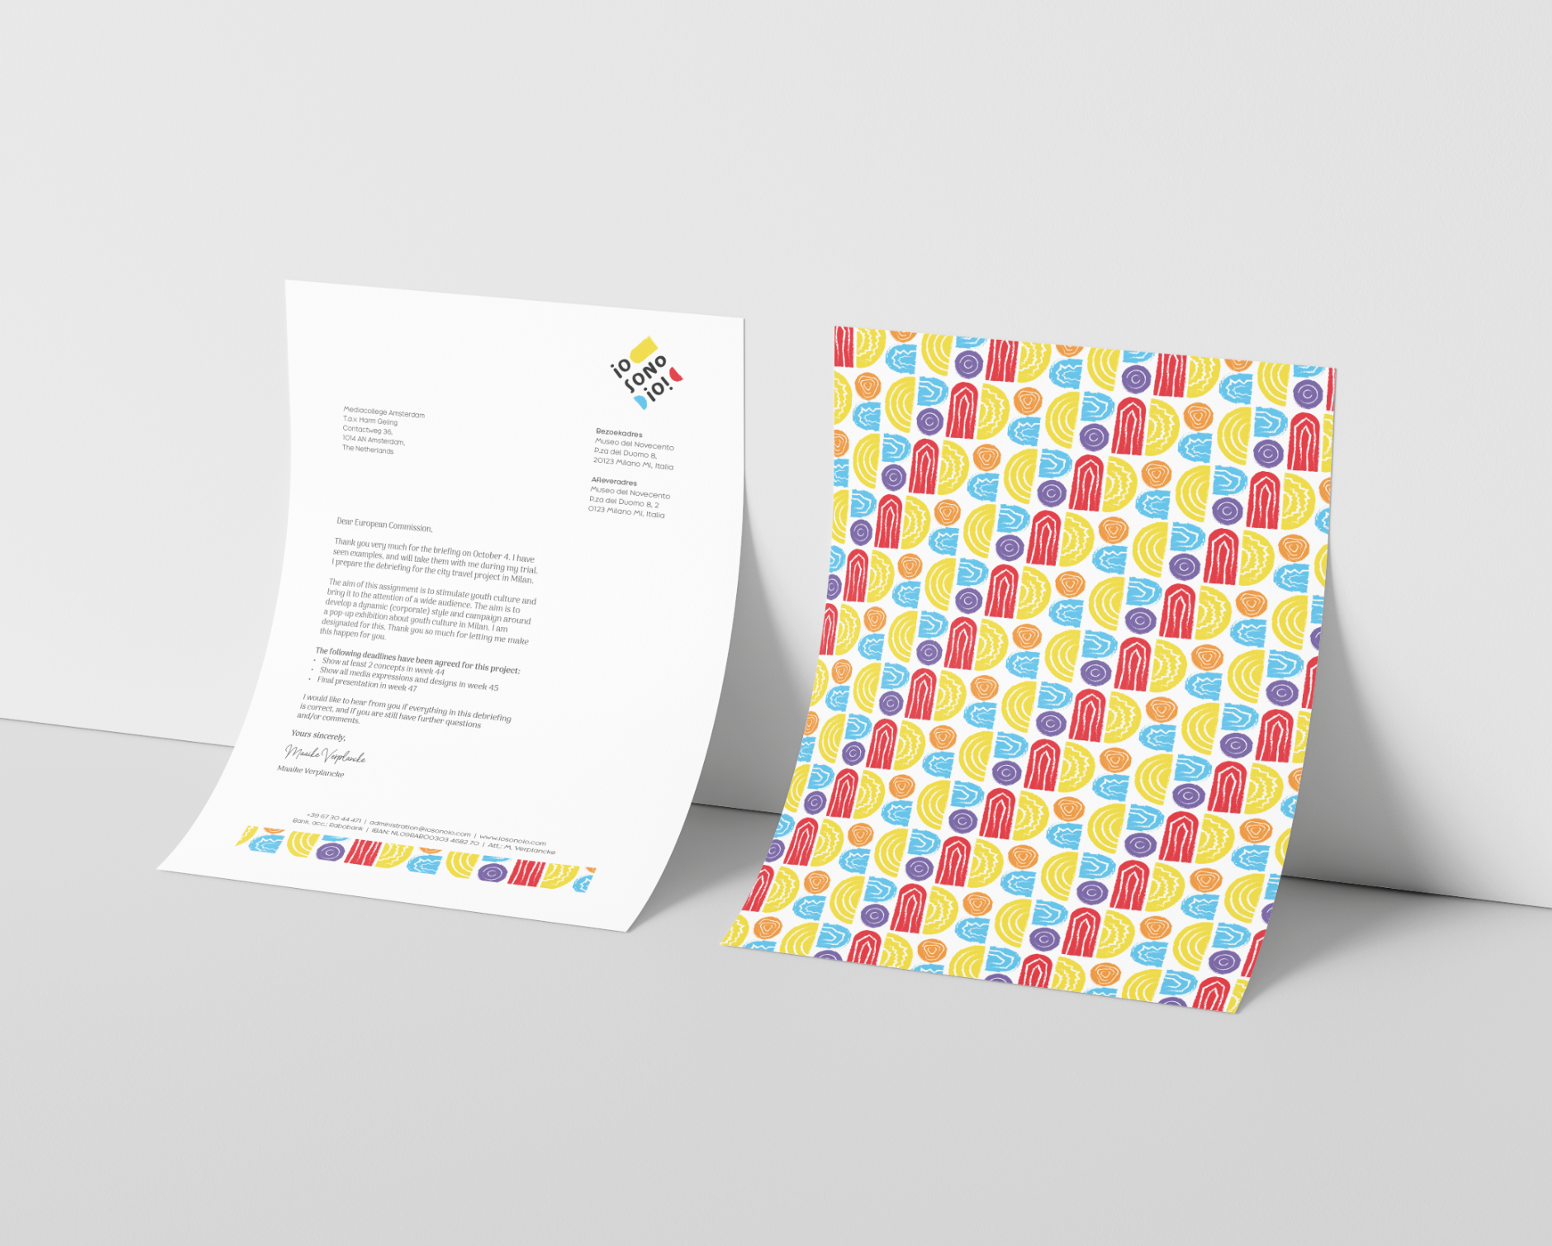 io
SONO
io!
Mediacollege Amsterdam
T.a.v. Harm Geling
Contactweg 36,
1014 AN Amsterdam,
The Netherlands
Bezoekadres
Museo del Novecento
P.za del Duomo 8,
20123 Milano MI, Italia
Afleveradres
Museo del Novecento
P.za del Duomo 8, 2
0123 Milano MI, Italia
Dear European Commission,
Thank you very much for the briefing on October 4. I have
seen examples, and will take them with me during my trial.
I prepare the debriefing for the city travel project in Milan.
The aim of this assignment is to stimulate youth culture and
bring it to the attention of a wide audience. The aim is to
develop a dynamic (corporate) style and campaign around
a pop-up exhibition about youth culture in Milan. I am
designated for this. Thank you so much for letting me make
this happen for you.
The following deadlines have been agreed for this project:
• Show at least 2 concepts in week 44
• Show all media expressions and designs in week 45
• Final presentation in week 47
I would like to hear from you if everything in this debriefing
is correct, and if you are still have further questions
and/or comments.
Yours sincerely,
Maaike Verplancke
Maaike Verplancke
+39 67 30 44 471 | administration@iosonoio.com | www.iosonoio.com
Bank. acc.: Rabobank | IBAN: NL09RABO0303 4582 70 | Att.: M. Verplancke